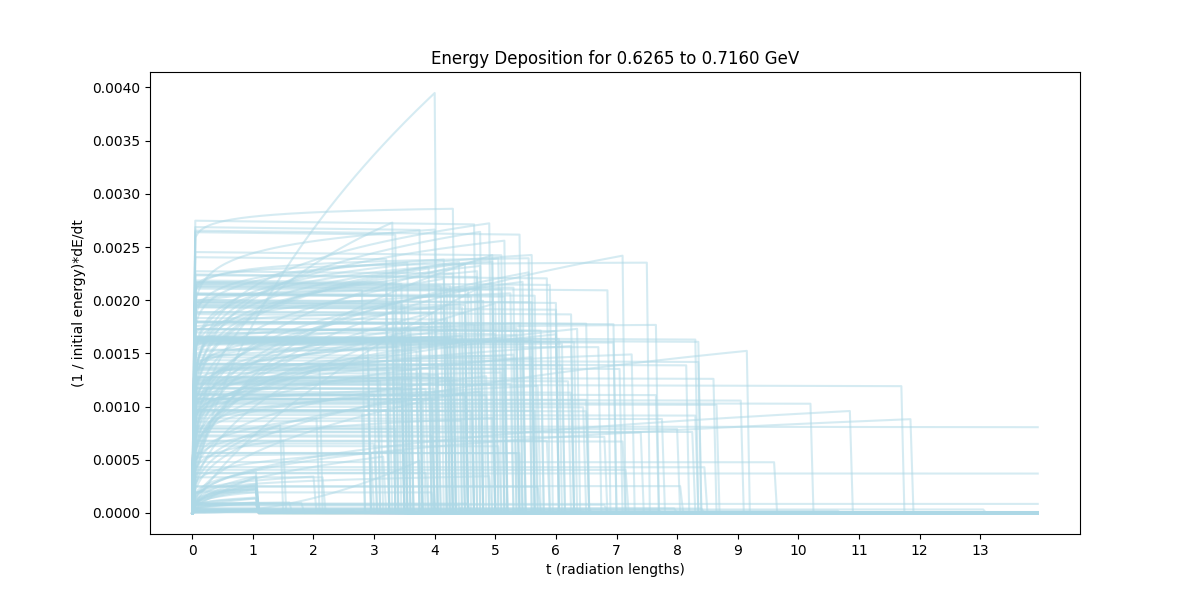 Energy Deposition for 0.6265 to 0.7160 GeV
(1 / initial energy)*dE/dt
0.0040
0.0035
0.0030
0.0025
0.0020
0.0015
0.0010
0.0005
0.0000
0 1 2 3 4 5 6 7 8 9 10 11 12 13
t (radiation lengths)